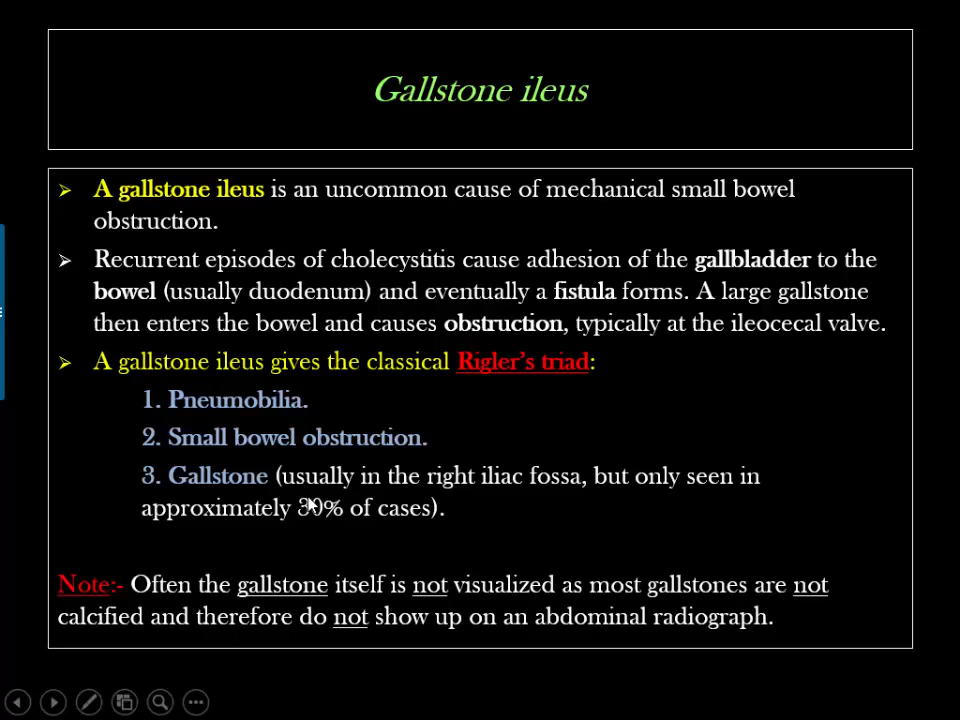 Gallstone ileus
➢ A gallstone ileus is an uncommon cause of mechanical small bowel
obstruction.
➢ Recurrent episodes of cholecystitis cause adhesion of the gallbladder to the
bowel (usually duodenum) and eventually a fistula forms. A large gallstone
then enters the bowel and causes obstruction, typically at the ileocecal valve.
➢ A gallstone ileus gives the classical Rigler's triad:
1. Pneumobilia.
2. Small bowel obstruction.
3. Gallstone (usually in the right iliac fossa, but only seen in
approximately 30% of cases).
Note:- Often the gallstone itself is not visualized as most gallstones are not
calcified and therefore do not show up on an abdominal radiograph.